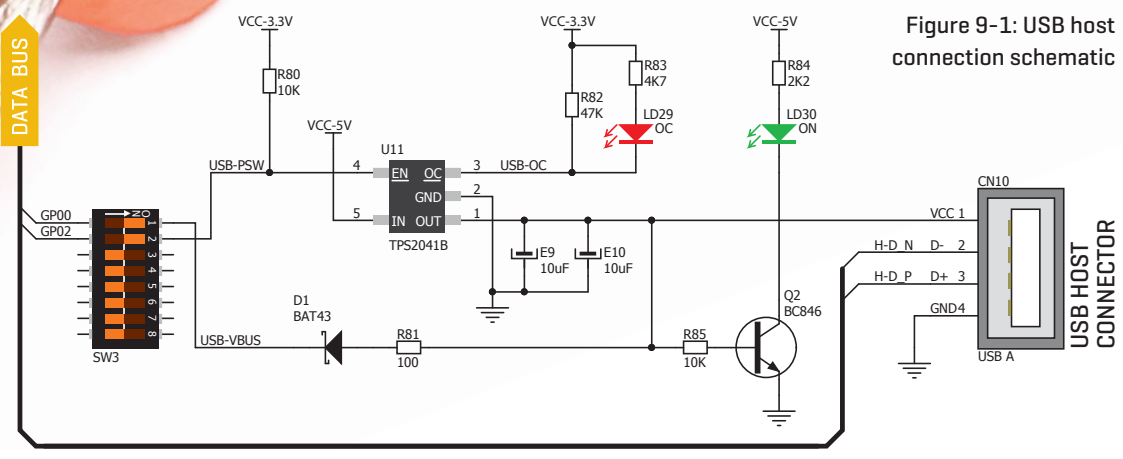 Figure 9-1: USB host
connection schematic
DATA BUS
VCC-3.3V
VCC-3.3V
VCC-5V
R80
10K
R82
47K
R83
4K7
LD29
OC
R84
2K2
LD30
ON
VCC-5V
U11
USB-PSW
4
EN
OC
3
USB-OC
GND
2
5
IN
OUT
1
TPS2041B
GP00
GP02
ON
1
2
3
4
5
6
7
8
SW3
E9
10uF
E10
10uF
D1
BAT43
USB-VBUS
R81
100
R85
10K
Q2
BC846
CN10
VCC 1
H-D_N D- 2
H-D_P D+ 3
GND4
USB A
USB HOST
CONNECTOR